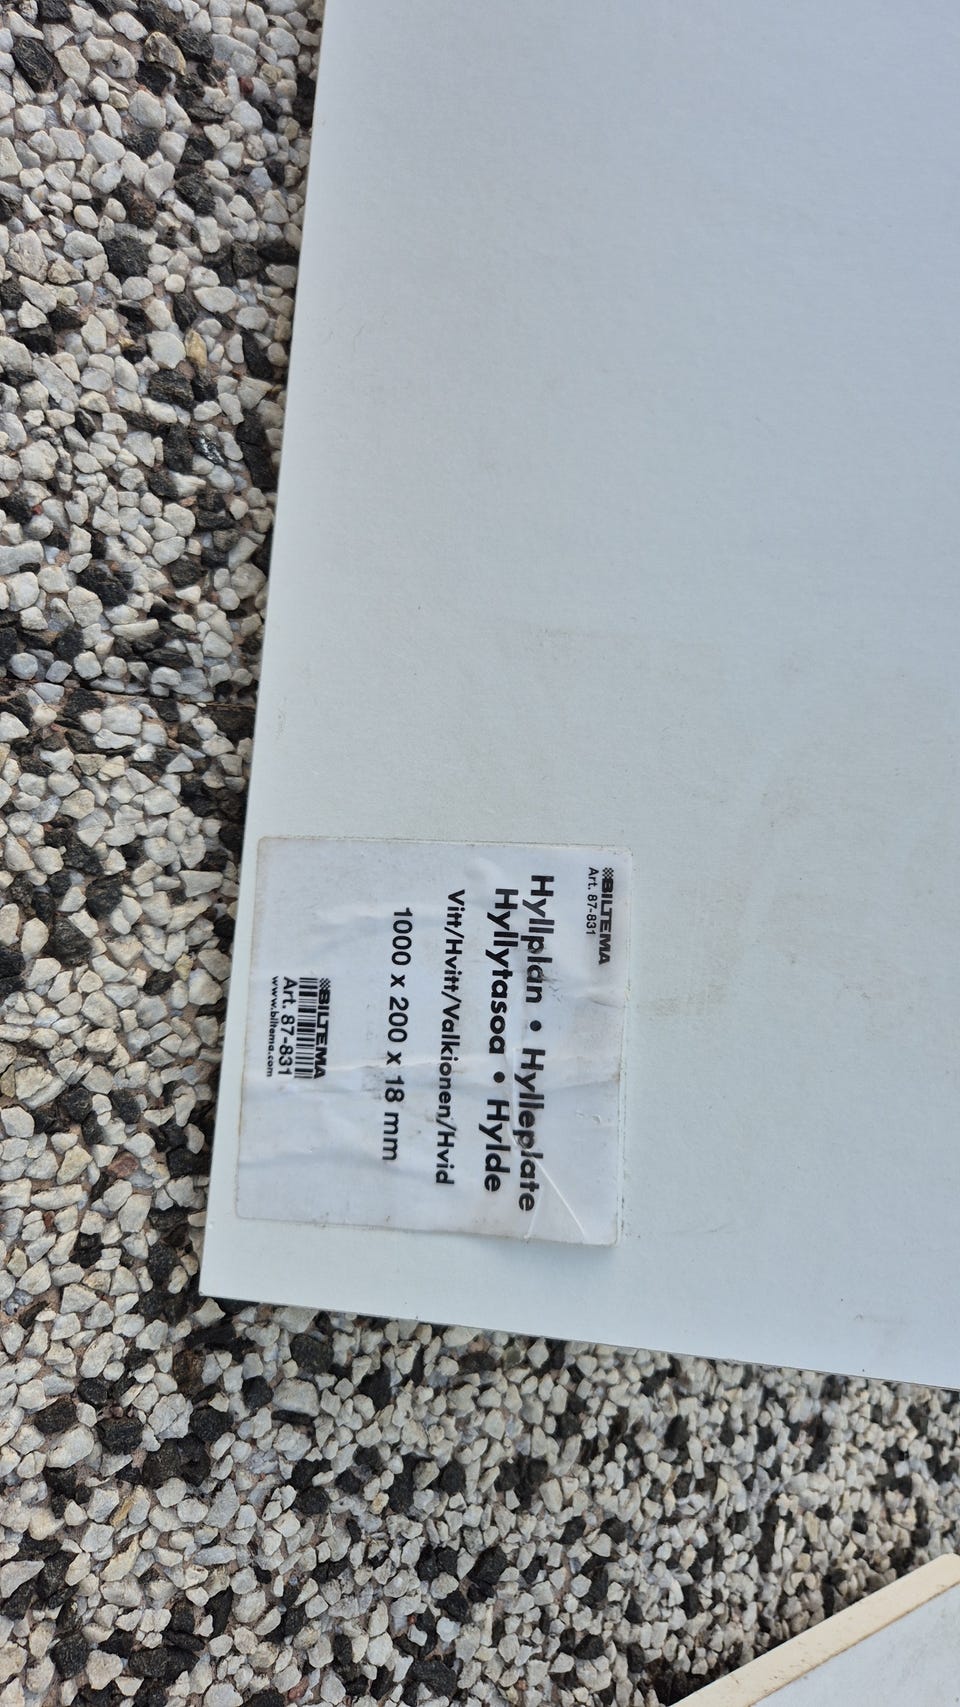 BILTEMA
Art. 87-831
Hyllplan • Hylleplate
Hyllytasoa • Hylde
Vitt/Hvitt/Valkionen/Hvid
1000 x 200 x 18 mm
BILTEMA
Art. 87-831
www.biltema.com